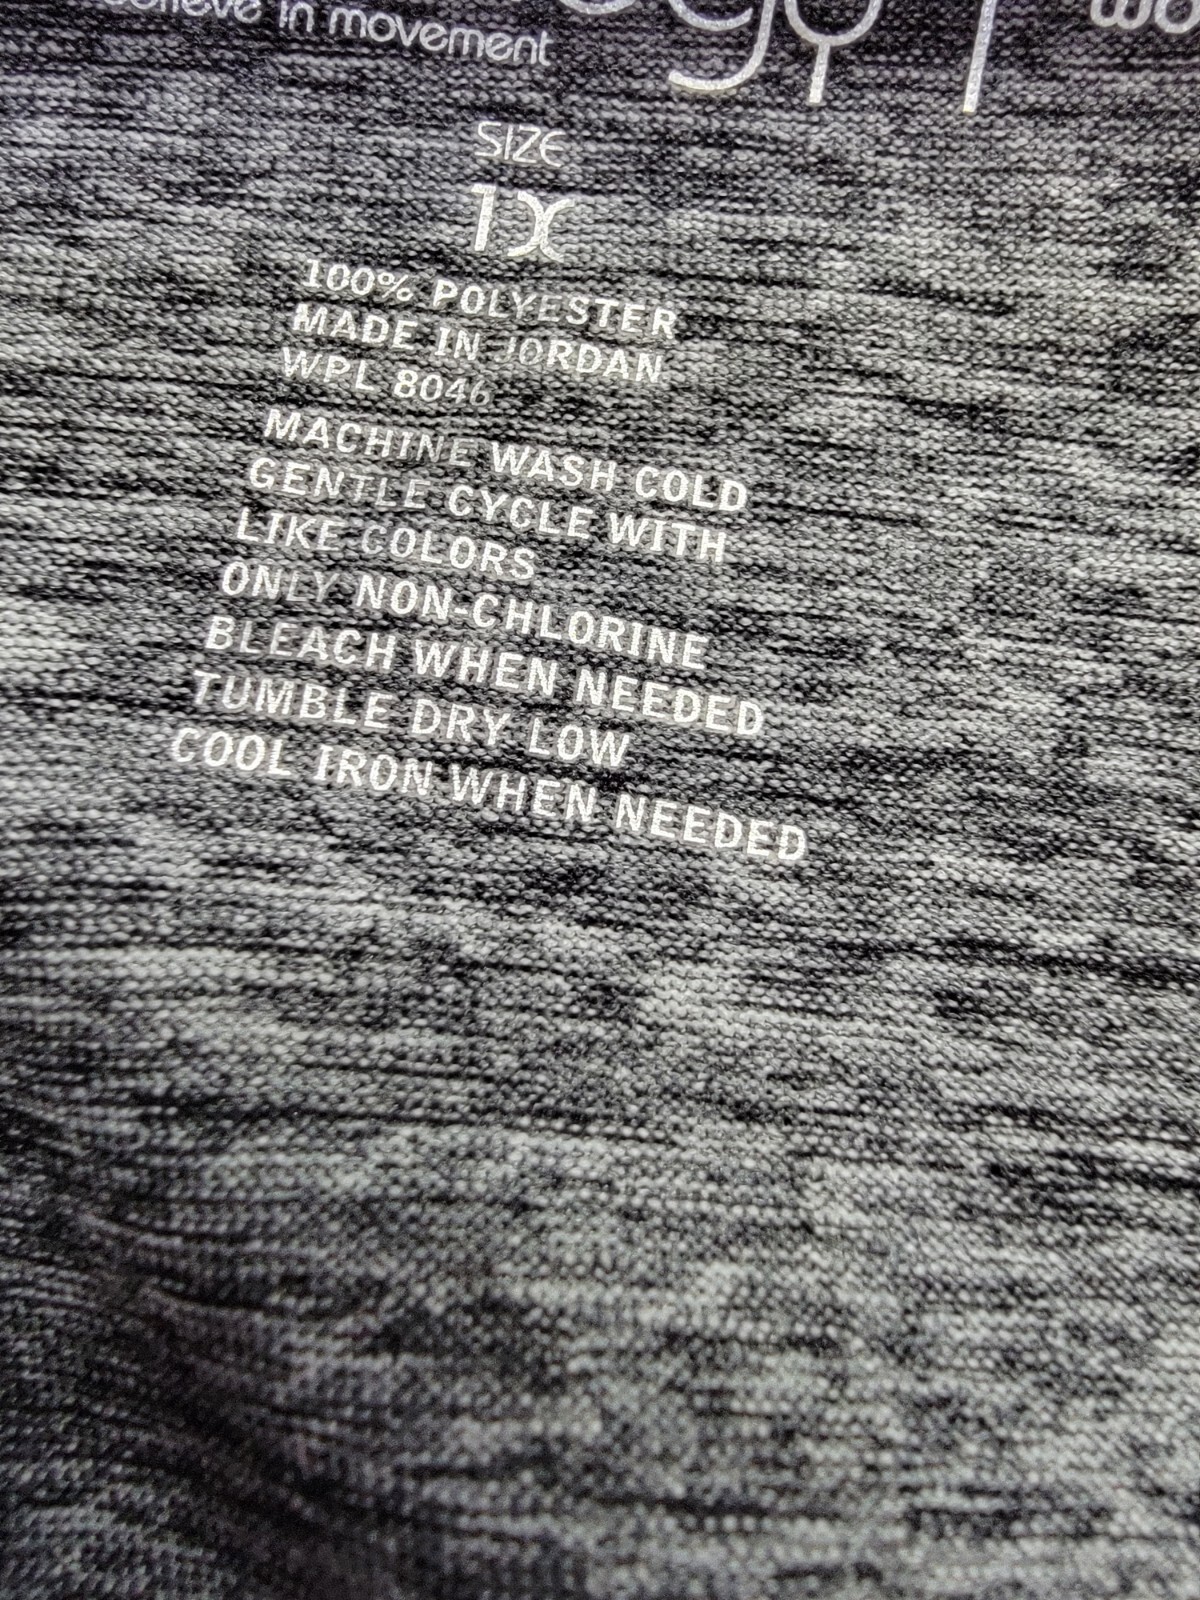 in movement
SIZE
1X
100% POLYESTER
MADE IN JORDAN
WPL 8046
MACHINE WASH COLD
GENTLE CYCLE WITH
LIKE COLORS
ONLY NON-CHLORINE
BLEACH WHEN NEEDED
TUMBLE DRY LOW
COOL IRON WHEN NEEDED